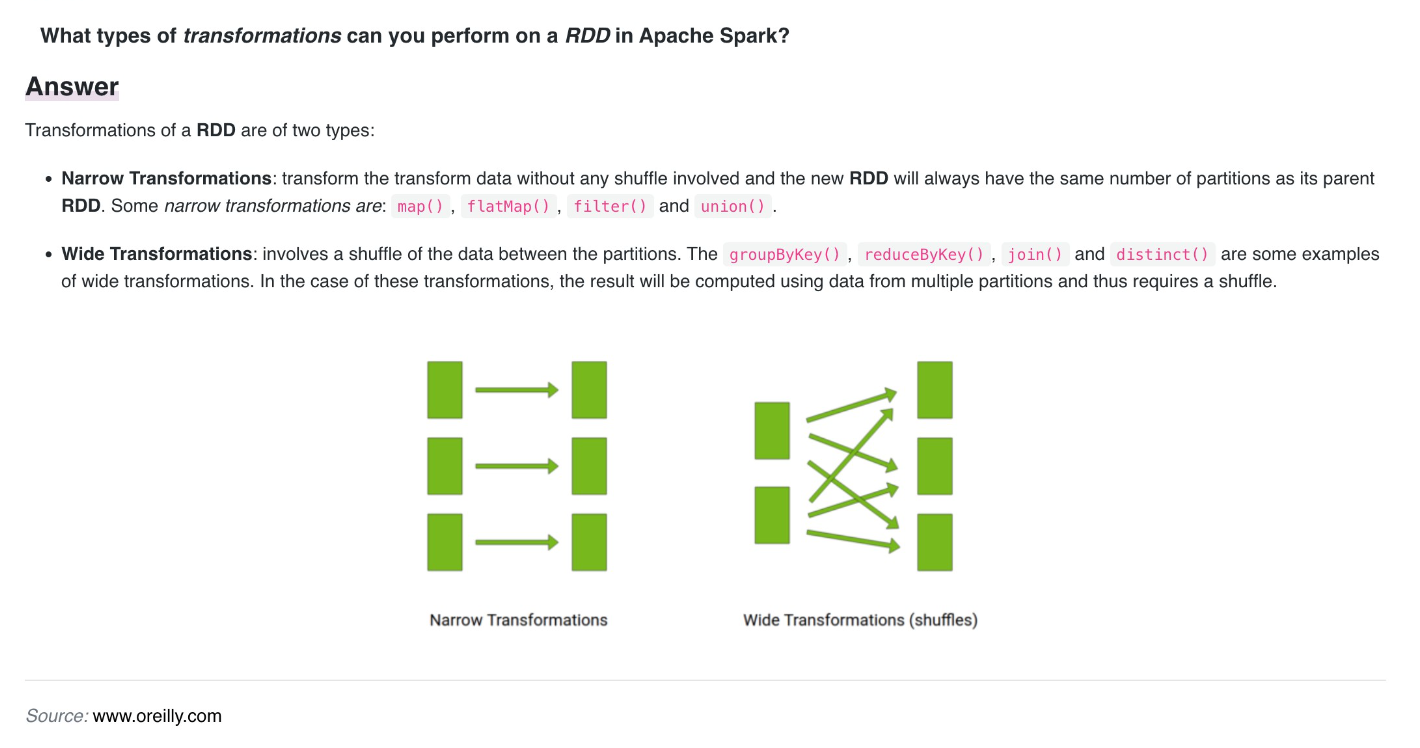 What types of transformations can you perform on a RDD in Apache Spark?
Answer
Transformations of a RDD are of two types:
• Narrow Transformations: transform the transform data without any shuffle involved and the new RDD will always have the same number of partitions as its parent
RDD. Some narrow transformations are: map() , flatMap() , filter() and union() .
• Wide Transformations: involves a shuffle of the data between the partitions. The groupByKey() , reduceByKey() , join() and distinct() are some examples
of wide transformations. In the case of these transformations, the result will be computed using data from multiple partitions and thus requires a shuffle.
Narrow Transformations
Wide Transformations (shuffles)
Source: www.oreilly.com